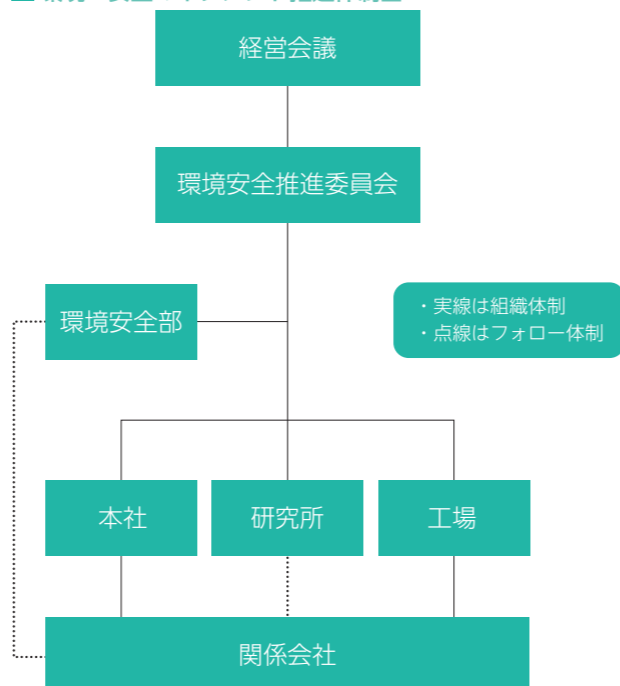 経営会議
環境安全推進委員会
環境安全部
・実線は組織体制
・点線はフォロー体制
本社
研究所
工場
関係会社